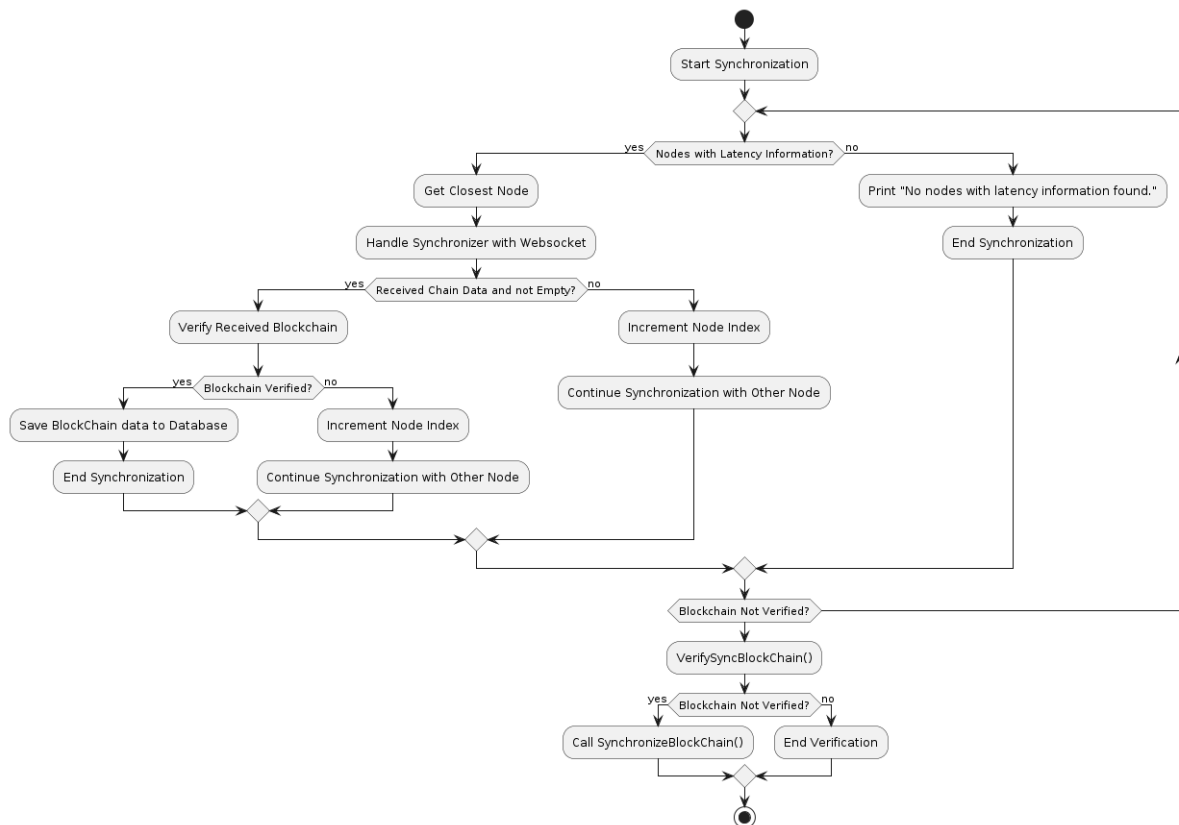 Start Synchronization
yes
Nodes with Latency Information?
no
Get Closest Node
Print "No nodes with latency information found."
Handle Synchronizer with Websocket
End Synchronization
yes
Received Chain Data and not Empty?
no
Verify Received Blockchain
Increment Node Index
yes
Blockchain Verified?
no
Continue Synchronization with Other Node
Save BlockChain data to Database
Increment Node Index
End Synchronization
Continue Synchronization with Other Node
Blockchain Not Verified?
VerifySyncBlockChain()
yes
Blockchain Not Verified?
no
Call SynchronizeBlockChain()
End Verification